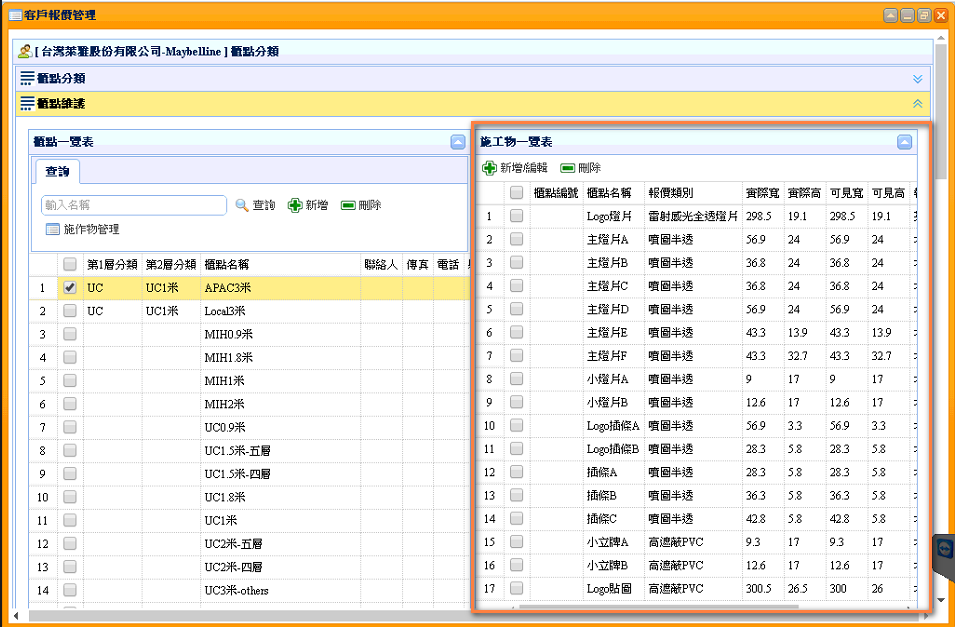 客戶報價管理
[ 台灣萊雅股份有限公司-Maybelline ] 櫃點分類
櫃點分類
櫃點維護
櫃點一覽表
查詢
輸入名稱 查詢 新增 刪除
施作物管理
第1層分類 第2層分類 櫃點名稱 聯絡人 傳真 電話
1 UC UC1米 APAC3米
2 UC UC1米 Local3米
3 MIH0.9米
4 MIH1.8米
5 MIH1米
6 MIH2米
7 UC0.9米
8 UC1.5米-五層
9 UC1.5米-四層
10 UC1.8米
11 UC1米
12 UC2米-五層
13 UC2米-四層
14 UC3米-others
施工物一覽表
新增/編輯 刪除
櫃點編號 櫃點名稱 報價類別 實際寬 實際高 可見寬 可見高
1 Logo燈片 雷射感光全透燈片 298.5 19.1 298.5 19.1
2 主燈片A 噴圖半透 56.9 24 56.9 24
3 主燈片B 噴圖半透 36.8 24 36.8 24
4 主燈片C 噴圖半透 36.8 24 36.8 24
5 主燈片D 噴圖半透 56.9 24 56.9 24
6 主燈片E 噴圖半透 43.3 13.9 43.3 13.9
7 主燈片F 噴圖半透 43.3 32.7 43.3 32.7
8 小燈片A 噴圖半透 9 17 9 17
9 小燈片B 噴圖半透 12.6 17 12.6 17
10 Logo插條A 噴圖半透 56.9 3.3 56.9 3.3
11 Logo插條B 噴圖半透 28.3 5.8 28.3 5.8
12 插條A 噴圖半透 28.3 5.8 28.3 5.8
13 插條B 噴圖半透 36.3 5.8 36.3 5.8
14 插條C 噴圖半透 42.8 5.8 42.8 5.8
15 小立牌A 高遮蔽PVC 9.3 17 9.3 17
16 小立牌B 高遮蔽PVC 12.6 17 12.6 17
17 Logo貼圖 高遮蔽PVC 300.5 26.5 300 26